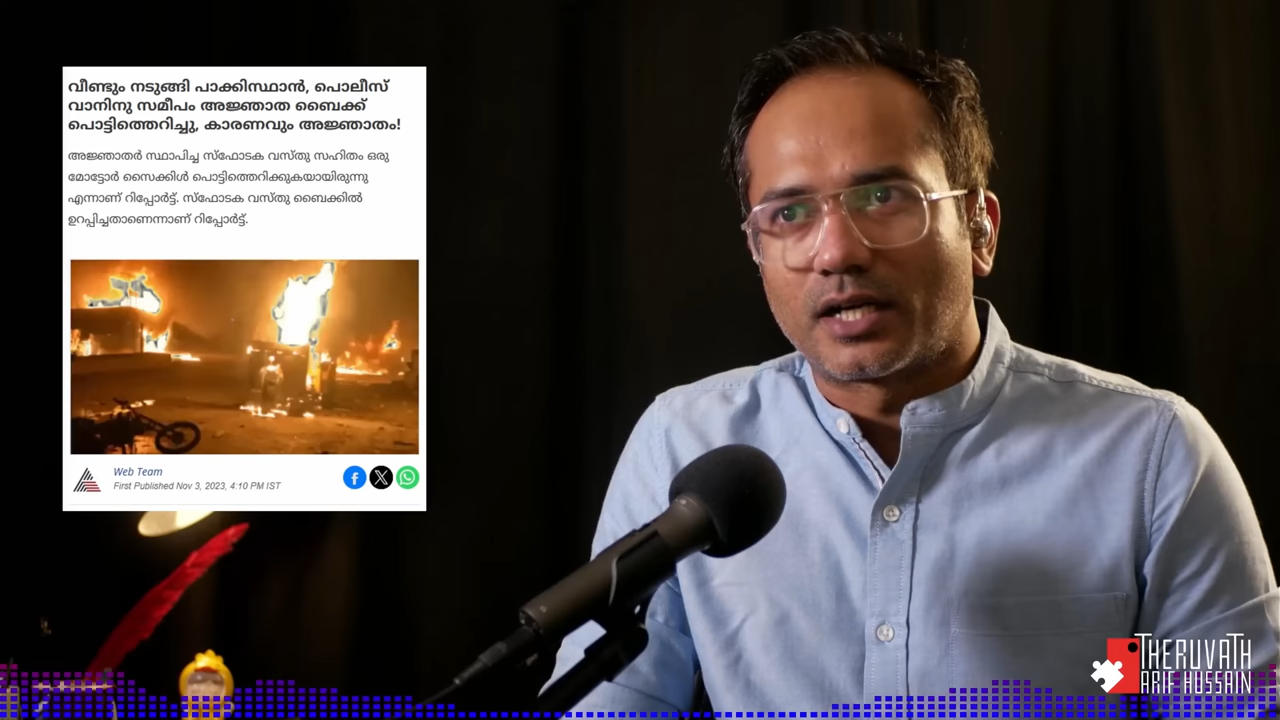 വീണ്ടും നടുങ്ങി പാക്കിസ്ഥാൻ, പൊലീസ്
വാനിനു സമീപം അജ്ഞാത ബൈക്ക്
പൊട്ടിത്തെറിച്ചു, കാരണവും അജ്ഞാതം!
അജ്ഞാതർ സ്ഥാപിച്ച സ്ഫോടക വസ്തു സഹിതം ഒരു
മോട്ടോർ സൈക്കിൾ പൊട്ടിത്തെറിക്കുകയായിരുന്നു
എന്നാണ് റിപ്പോർട്ട്. സ്ഫോടക വസ്തു ബൈക്കിൽ
ഉറപ്പിച്ചതാണെന്നാണ് റിപ്പോർട്ട്.
Web Team
First Published Nov 3, 2023, 4:10 PM IST
THERUVATH
ARIF HUSSAIN